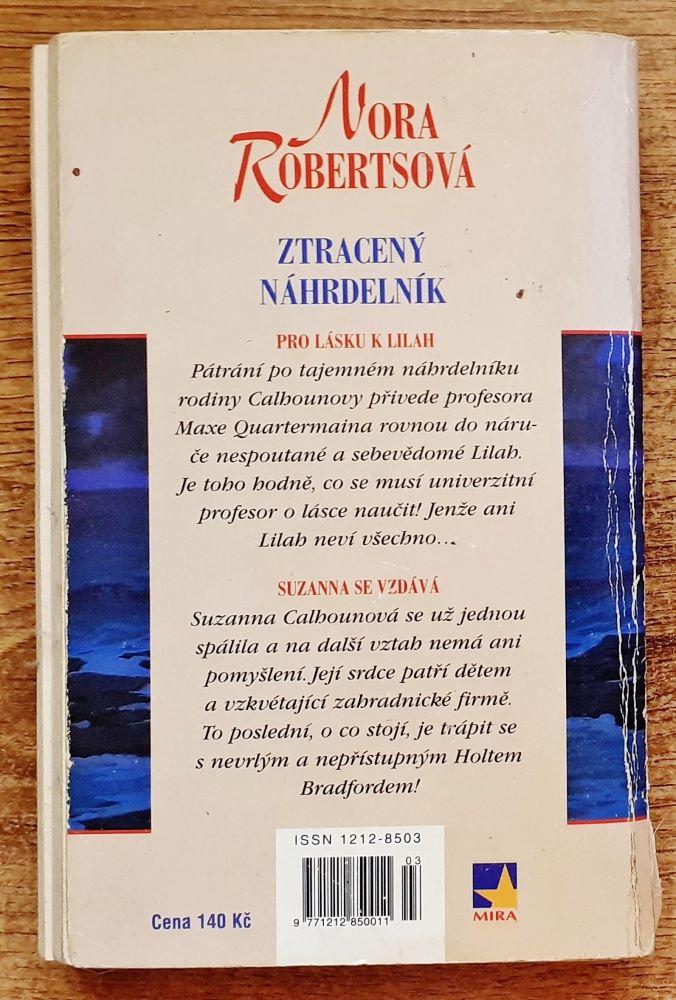 NORA
ROBERTSOVÁ
ZTRACENÝ
NÁHRDELNÍK
PRO LÁSKU K LILAH
Pátrání po tajemném náhrdelníku
rodiny Calhounovy přivede profesora
Maxe Quartermaina rovnou do náru-
če nespoutané a sebevědomé Lilah.
Je toho hodně, co se musí univerzitní
profesor o lásce naučit! Jenže ani
Lilah neví všechno...
SUZANNA SE VZDÁVÁ
Suzanna Calhounová se už jednou
spálila a na další vztah nemá ani
pomyšlení. Její srdce patří dětem
a vzkvétající zahradnické firmě.
To poslední, o co stojí, je trápit se
s nevrlým a nepřístupným Holtem
Bradfordem!
ISSN 1212-8503
03
9 771212 850011
Cena 140 Kč
MIRA